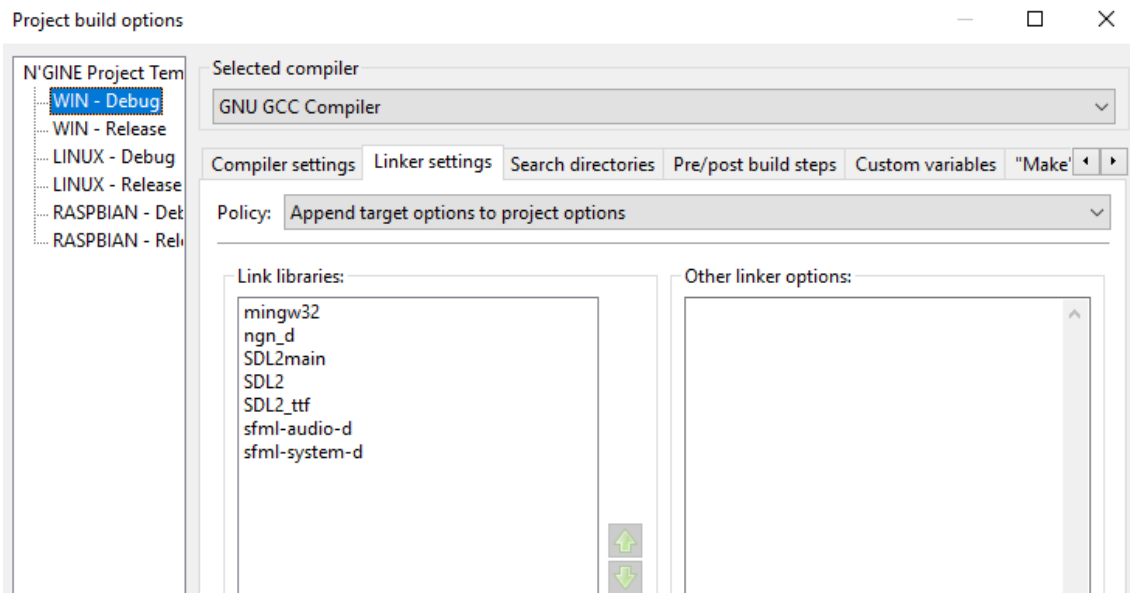 Project build options
N'GINE Project Tem
WIN - Debug
WIN - Release
LINUX - Debug
LINUX - Release
RASPBIAN - Deb
RASPBIAN - Rel
Selected compiler
GNU GCC Compiler
Compiler settings
Linker settings
Search directories
Pre/post build steps
Custom variables
"Make"
Policy:
Append target options to project options
Link libraries:
mingw32
ngn_d
SDL2main
SDL2
SDL2_ttf
sfml-audio-d
sfml-system-d
Other linker options: